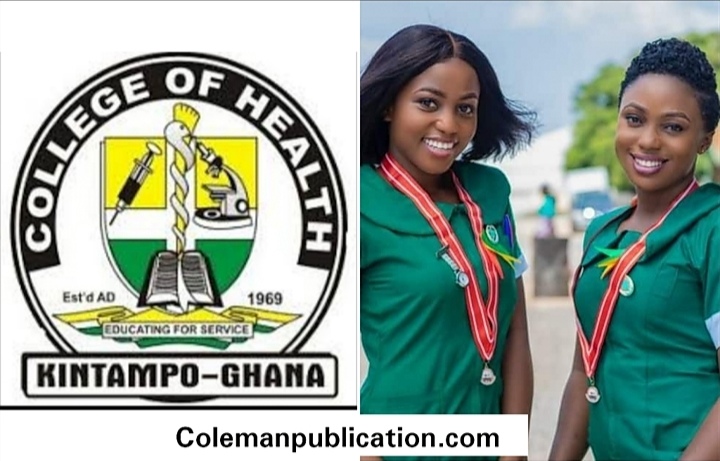 COLLEGE OF HEALTH
Est'd AD 1969
EDUCATING FOR SERVICE
KINTAMPO-GHANA
Colemanpublication.com